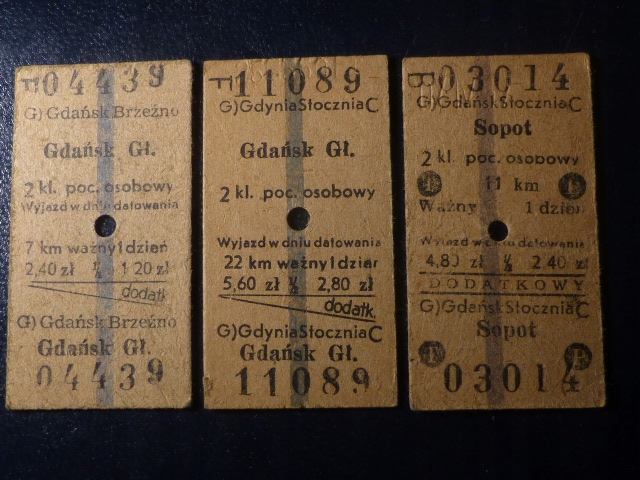 F 04439
G) Gdańsk Brzeźno
Gdańsk Gł.
2 kl. poc. osobowy
Wyjazd w dniu datowania
7 km ważny 1 dzień
2,40 zł ½ 1 20 zł
dodatk.
G) Gdańsk Brzeźno
Gdańsk Gł.
04439
F 11089
G) Gdynia Stocznia C
Gdańsk Gł.
2 kl. poc. osobowy
Wyjazd w dniu datowania
22 km ważny 1 dzień
5,60 zł ½ 2,80 zł
dodatk.
G) Gdynia Stocznia C
Gdańsk Gł.
11089
B 03014
G) Gdańsk Stocznia C
Sopot
2 kl. poc. osobowy
11 km
Ważny 1 dzień
Wyjazd w dniu datowania
4,80 zł ½ 2 40 zł
DODATKOWY
G) Gdańsk Stocznia C
Sopot
03014